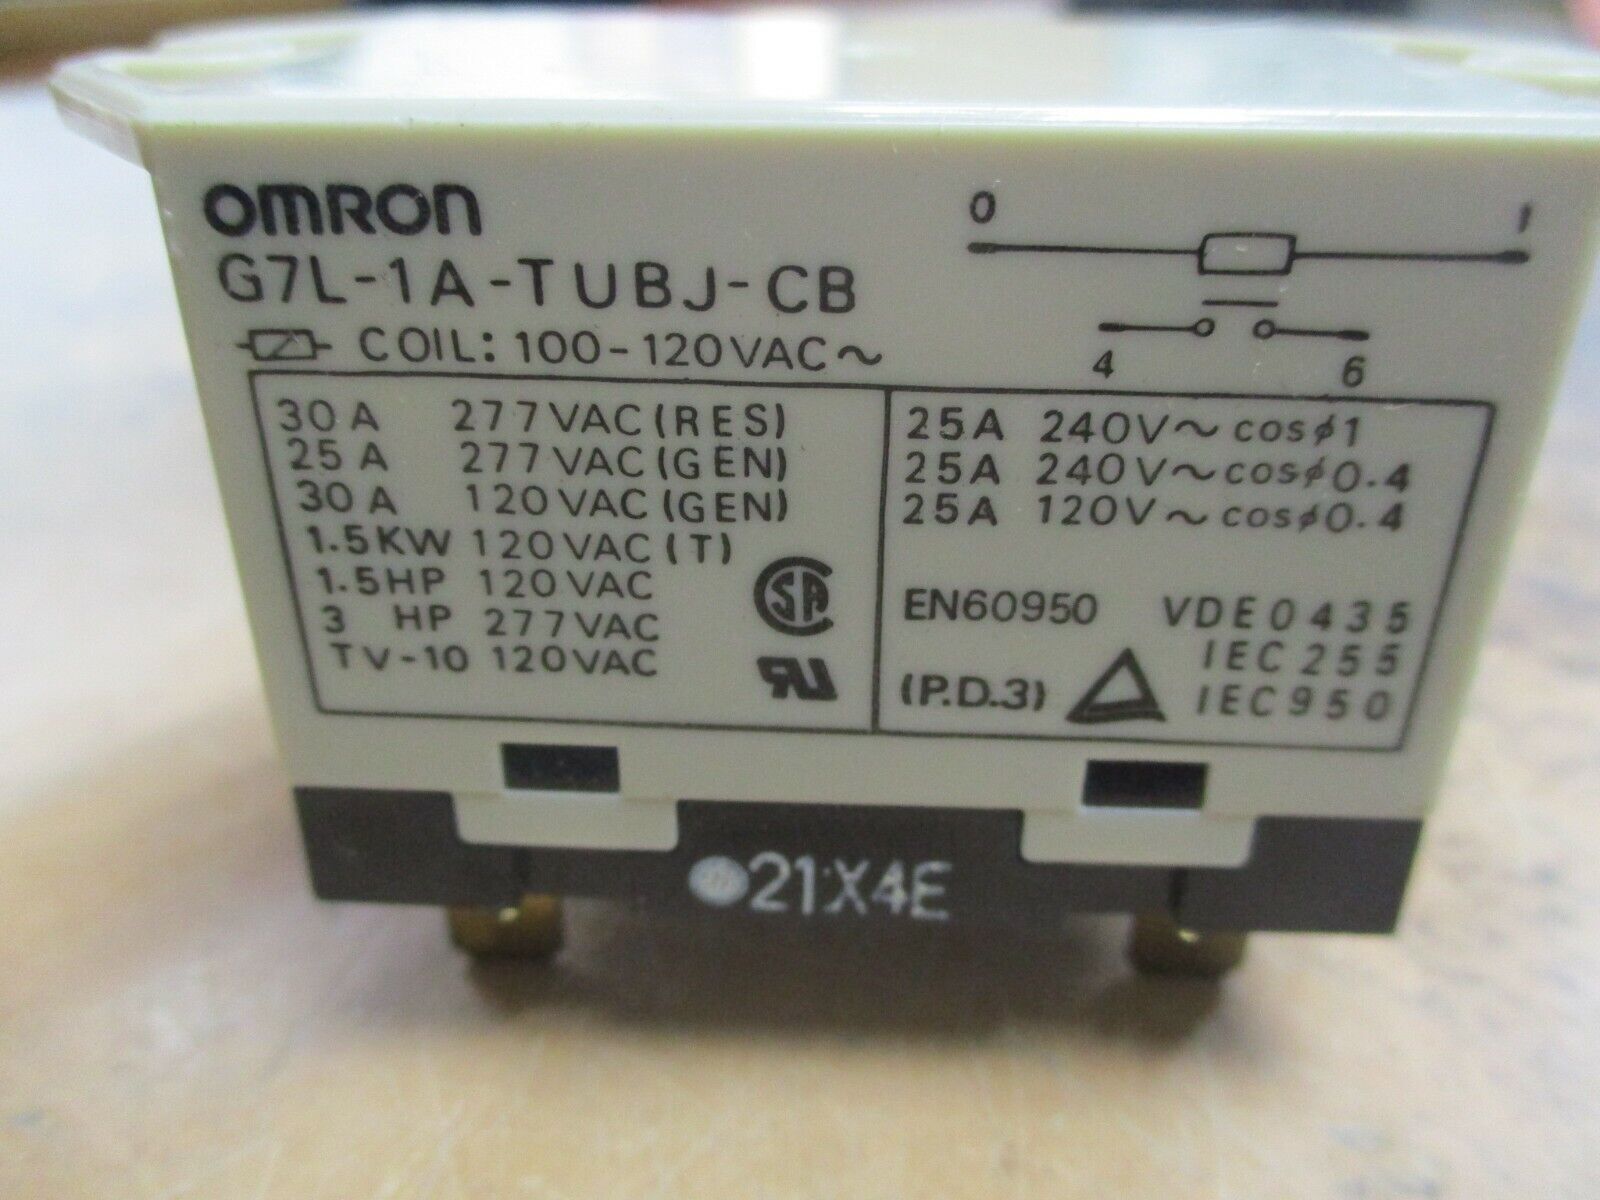 OMRON
G7L-1A-TUBJ-CB
COIL: 100-120VAC~
0 1
4 6
30A 277VAC(RES)
25A 277VAC(GEN)
30A 120VAC(GEN)
1.5KW 120VAC(T)
1.5HP 120VAC
3 HP 277VAC
TV-10 120VAC
SA
RU
25A 240V~cosϕ1
25A 240V~cosϕ0.4
25A 120V~cosϕ0.4
EN60950 VDE0435
IEC255
(P.D.3) IEC950
21X4E